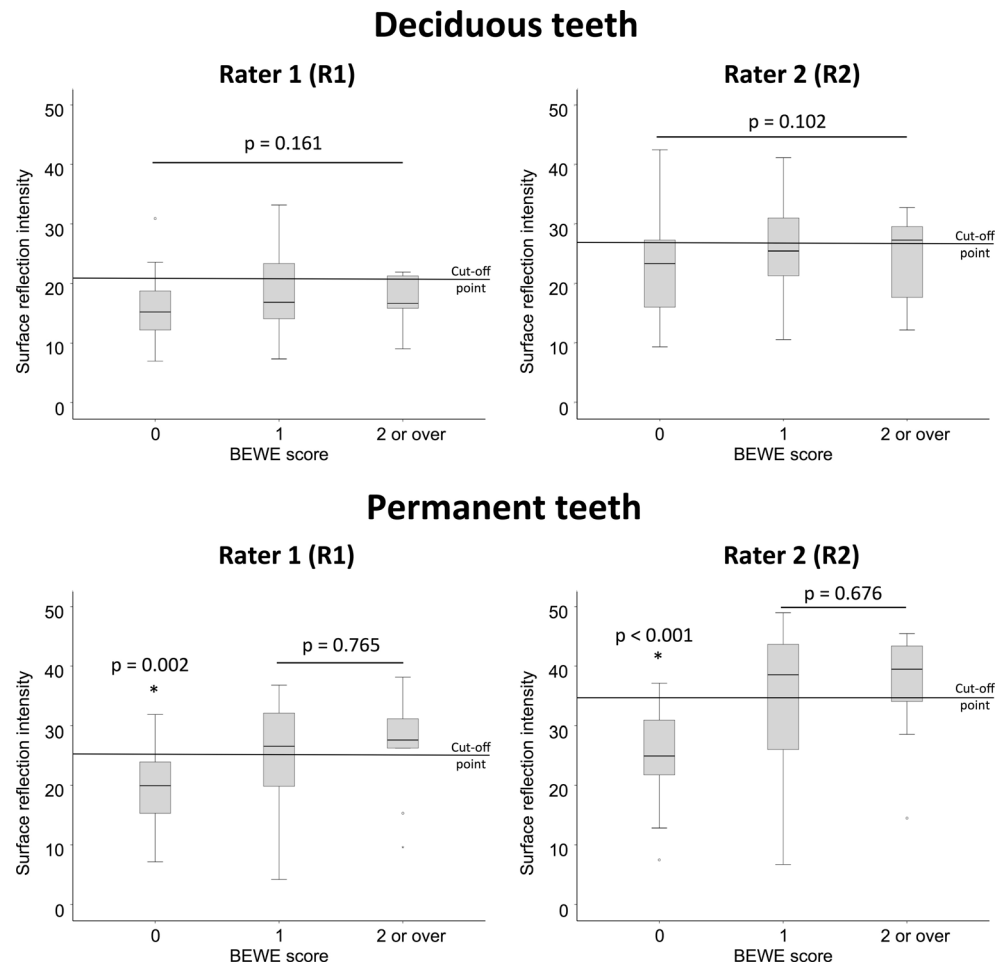 Deciduous teeth
Rater 1 (R1)
Surface reflection intensity
50
40
30
20
10
0
p = 0.161
Cut-off
point
0 1 2 or over
BEWE score
Rater 2 (R2)
Surface reflection intensity
50
40
30
20
10
0
p = 0.102
Cut-off
point
0 1 2 or over
BEWE score
Permanent teeth
Rater 1 (R1)
Surface reflection intensity
50
40
30
20
10
0
p = 0.002
*
p = 0.765
Cut-off
point
0 1 2 or over
BEWE score
Rater 2 (R2)
Surface reflection intensity
50
40
30
20
10
0
p < 0.001
*
p = 0.676
Cut-off
point
0 1 2 or over
BEWE score